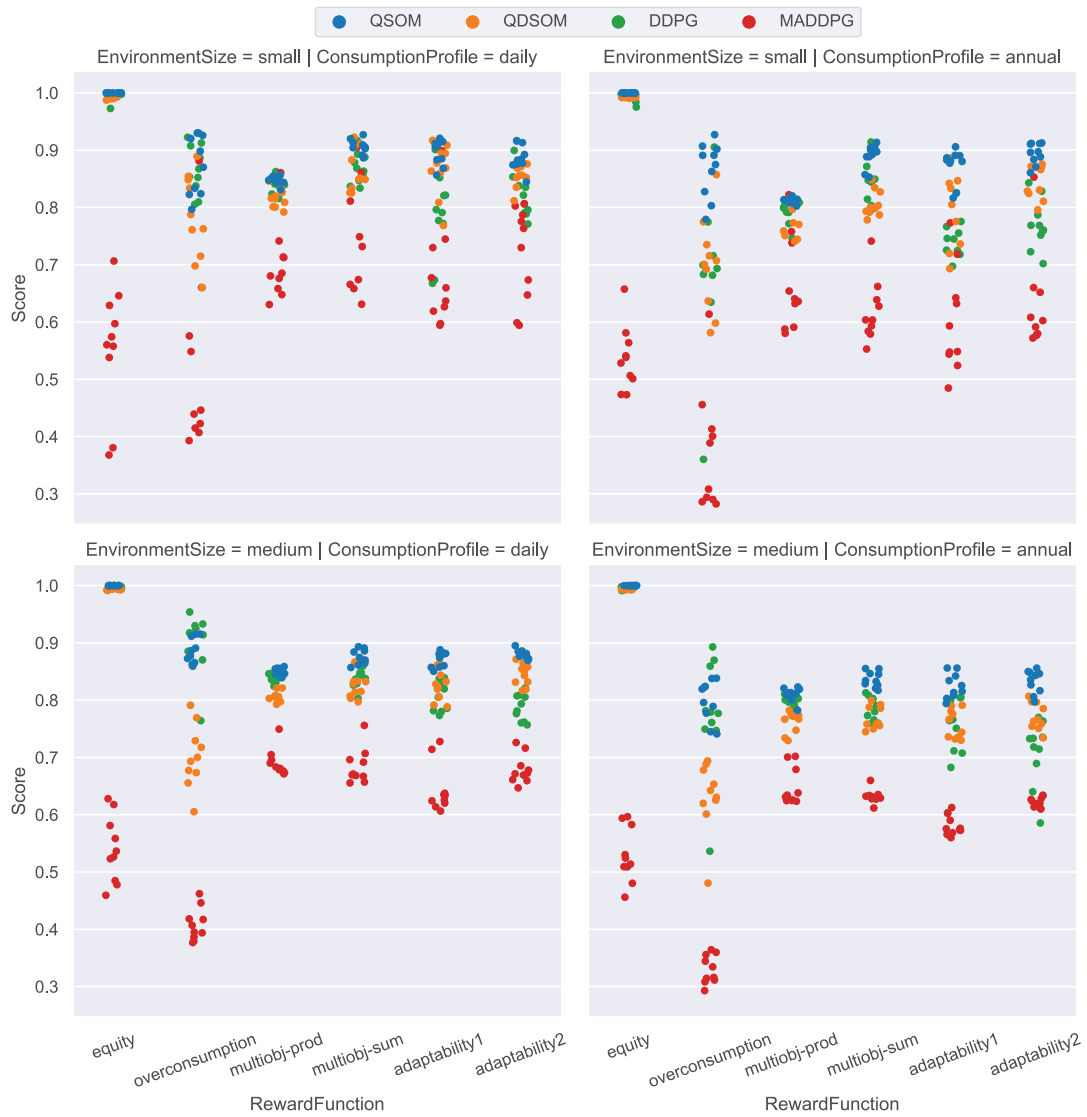 QSOM QDSOM DDPG MADDPG
EnvironmentSize = small | ConsumptionProfile = daily
EnvironmentSize = small | ConsumptionProfile = annual
1.0
0.9
0.8
0.7
0.6
0.5
0.4
0.3
Score
EnvironmentSize = medium | ConsumptionProfile = daily
EnvironmentSize = medium | ConsumptionProfile = annual
1.0
0.9
0.8
0.7
0.6
0.5
0.4
0.3
Score
equity overconsumption multiobj-prod multiobj-sum adaptability1 adaptability2
RewardFunction
equity overconsumption multiobj-prod multiobj-sum adaptability1 adaptability2
RewardFunction